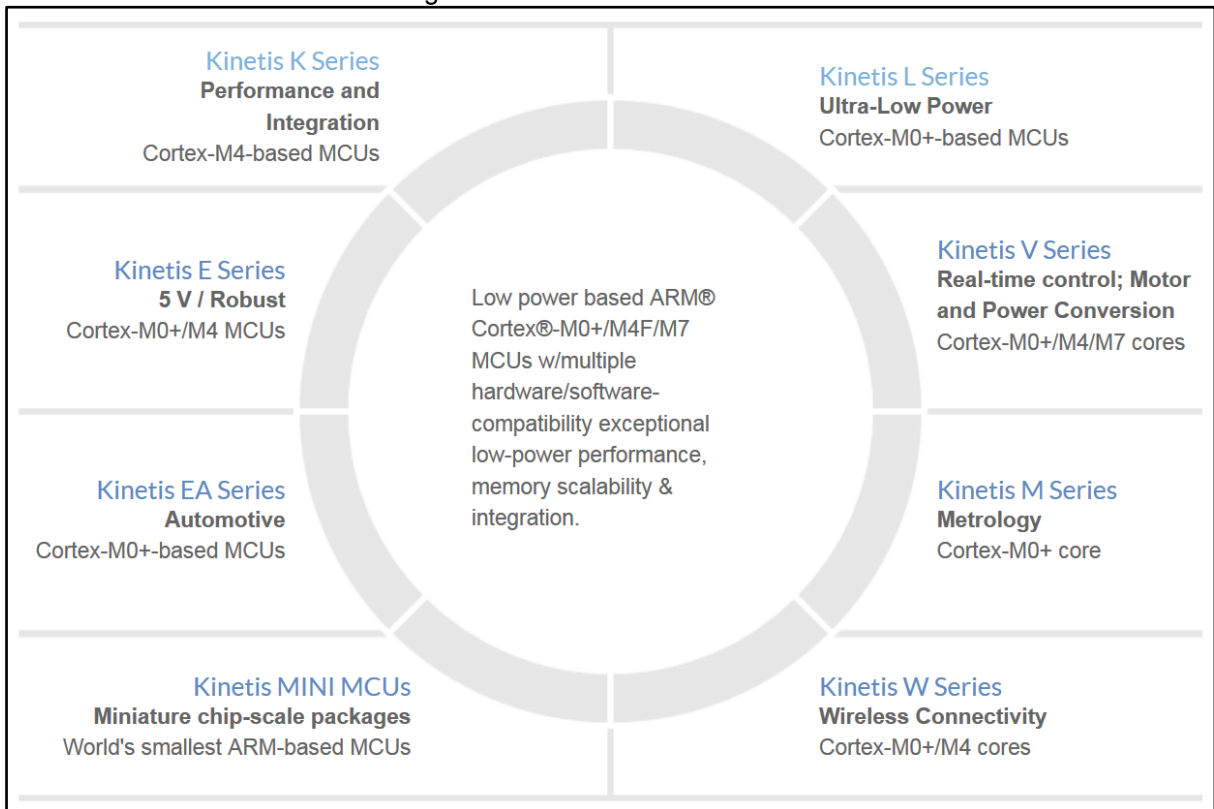 Kinetis K Series
Performance and
Integration
Cortex-M4-based MCUs
Kinetis L Series
Ultra-Low Power
Cortex-M0+-based MCUs
Kinetis E Series
5 V / Robust
Cortex-M0+/M4 MCUs
Kinetis V Series
Real-time control; Motor
and Power Conversion
Cortex-M0+/M4/M7 cores
Low power based ARM®
Cortex®-M0+/M4F/M7
MCUs w/multiple
hardware/software-
compatibility exceptional
low-power performance,
memory scalability &
integration.
Kinetis EA Series
Automotive
Cortex-M0+-based MCUs
Kinetis M Series
Metrology
Cortex-M0+ core
Kinetis MINI MCUs
Miniature chip-scale packages
World's smallest ARM-based MCUs
Kinetis W Series
Wireless Connectivity
Cortex-M0+/M4 cores